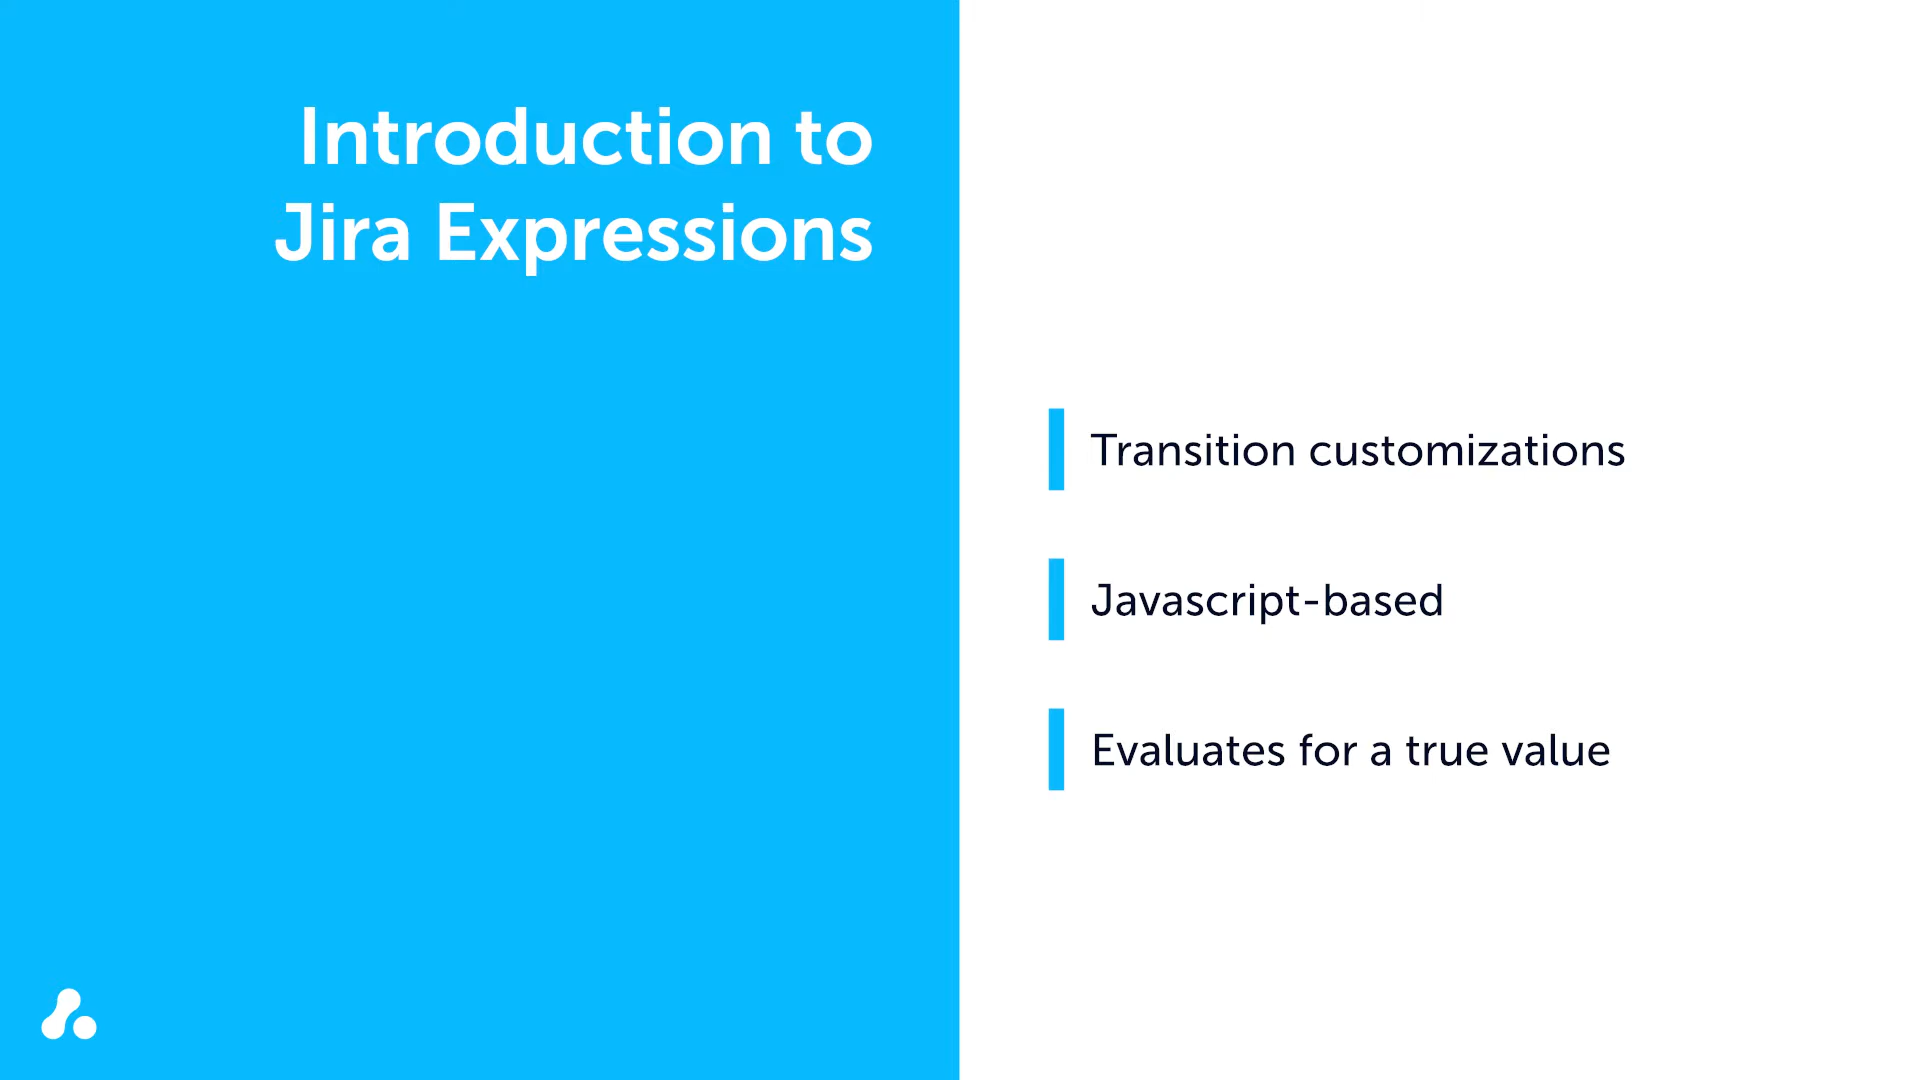 Introduction to
Jira Expressions
Transition customizations
Javascript-based
Evaluates for a true value